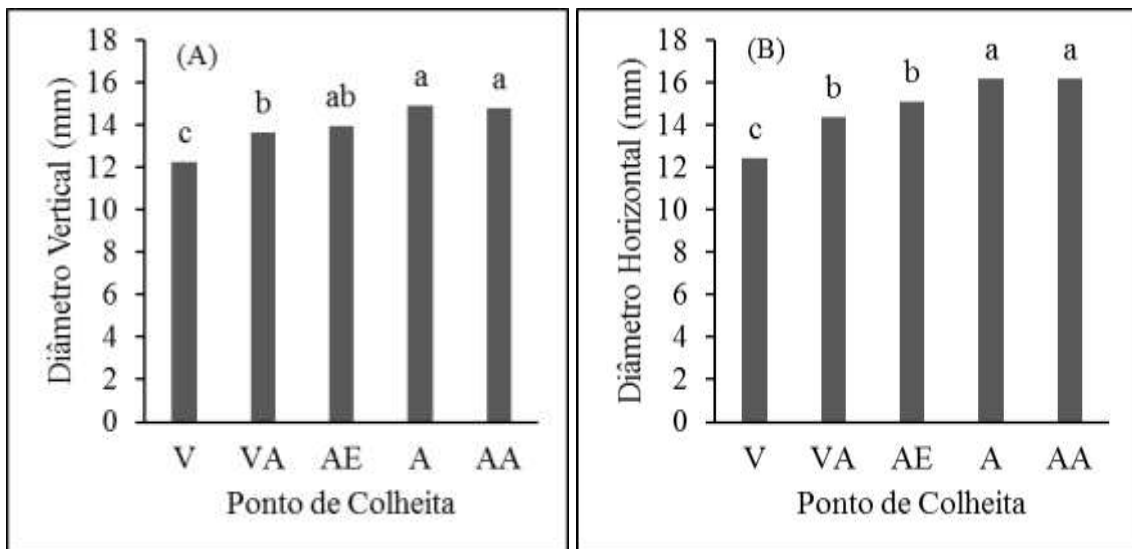 (A)
Diâmetro Vertical (mm)
18
16
14
12
10
8
6
4
2
0
c
b
ab
a
a
V VA AE A AA
Ponto de Colheita
(B)
Diâmetro Horizontal (mm)
18
16
14
12
10
8
6
4
2
0
c
b
b
a
a
V VA AE A AA
Ponto de Colheita